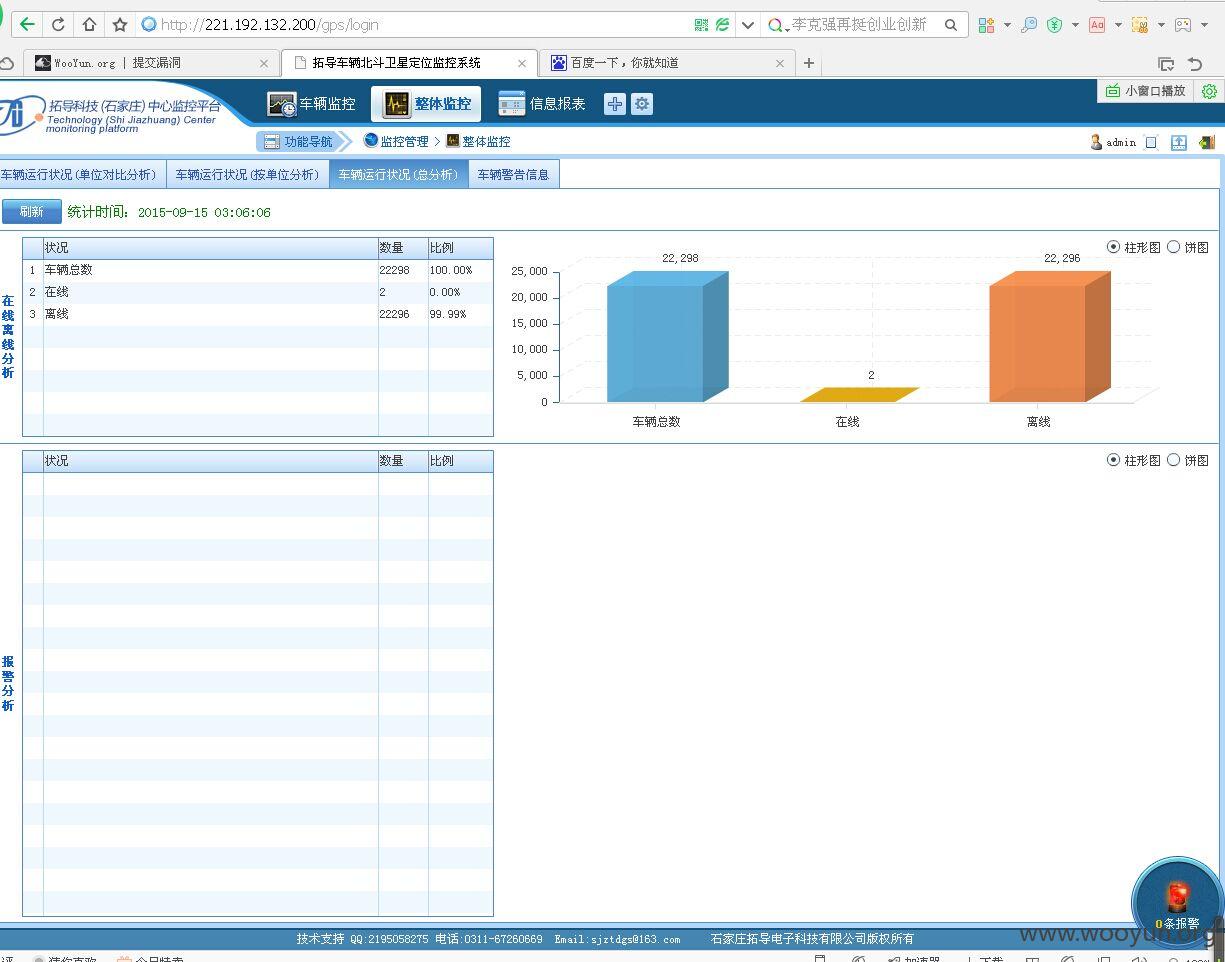 http://221.192.132.200/gps/login
李克强再挺创业创新
WooYun.org | 提交漏洞
拓导车辆北斗卫星定位监控系统
百度一下，你就知道
拓导科技(石家庄)中心监控平台
Technology (Shi Jiazhuang) Center
monitoring platform
车辆监控
整体监控
信息报表
小窗口播放
功能导航
监控管理
整体监控
admin
车辆运行状况(单位对比分析)
车辆运行状况(按单位分析)
车辆运行状况(总分析)
车辆警告信息
刷新
统计时间：2015-09-15 03:06:06
在线离线分析
状况 数量 比例
1 车辆总数 22298 100.00%
2 在线 2 0.00%
3 离线 22296 99.99%
柱形图 饼图
22,298
22,296
2
25,000
20,000
15,000
10,000
5,000
0
车辆总数
在线
离线
报警分析
状况 数量 比例
柱形图 饼图
0条报警
技术支持 QQ:2195058275 电话:0311-67260669 Email:sjztdgs@163.com 石家庄拓导电子科技有限公司版权所有
www.wooyun.org